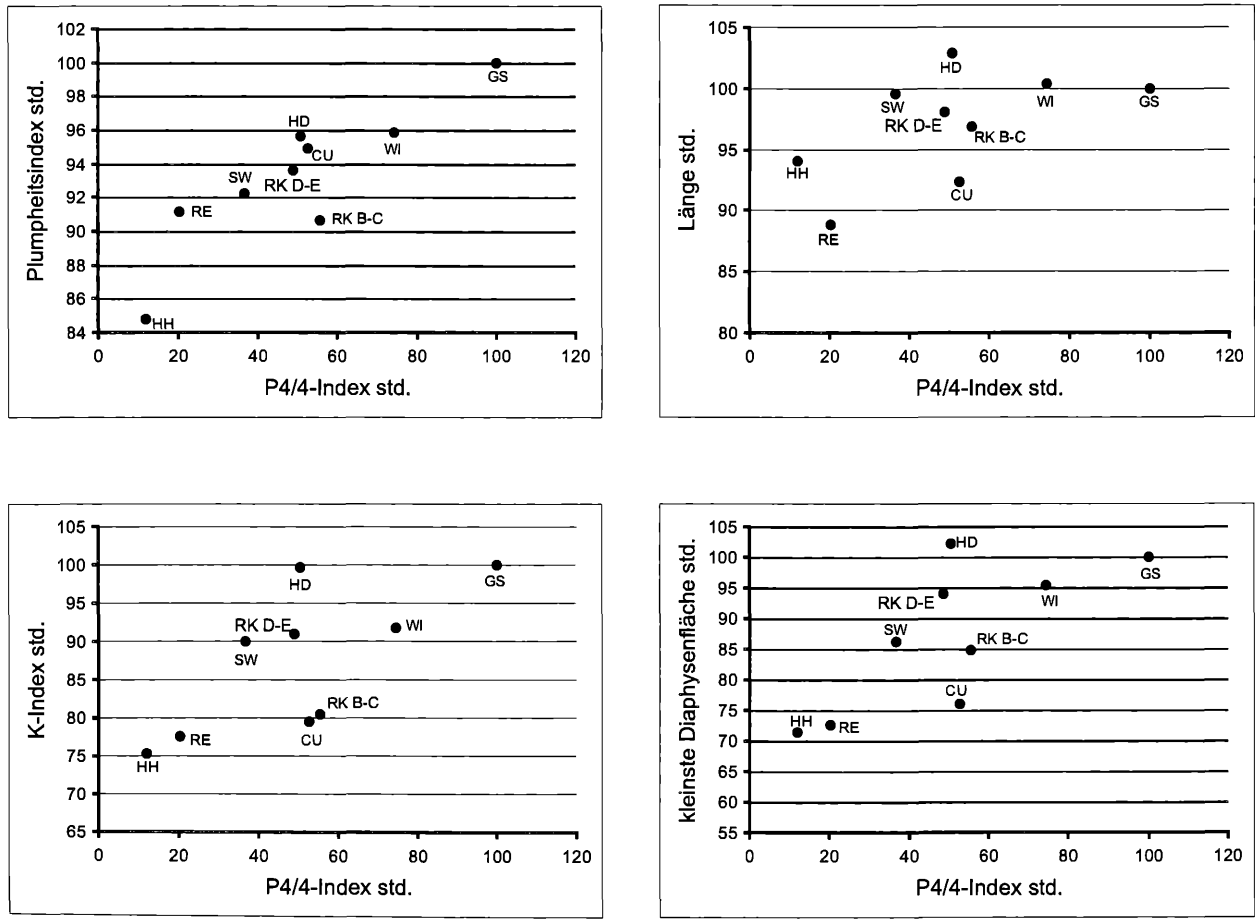 102
100
98
96
94
92
90
88
86
84
Plumpheitsindex std.
GS
HD
CU
WI
SW
RK D-E
RE
RK B-C
HH
0 20 40 60 80 100 120
P4/4-Index std.
105
100
95
90
85
80
Länge std.
HD
SW
WI
GS
RK D-E
RK B-C
HH
CU
RE
0 20 40 60 80 100 120
P4/4-Index std.
105
100
95
90
85
80
75
70
65
K-Index std.
HD
GS
RK D-E
WI
SW
RK B-C
RE
CU
HH
0 20 40 60 80 100 120
P4/4-Index std.
105
100
95
90
85
80
75
70
65
60
55
kleinste Diaphysenfläche std.
HD
GS
RK D-E
WI
SW
RK B-C
CU
HH
RE
0 20 40 60 80 100 120
P4/4-Index std.